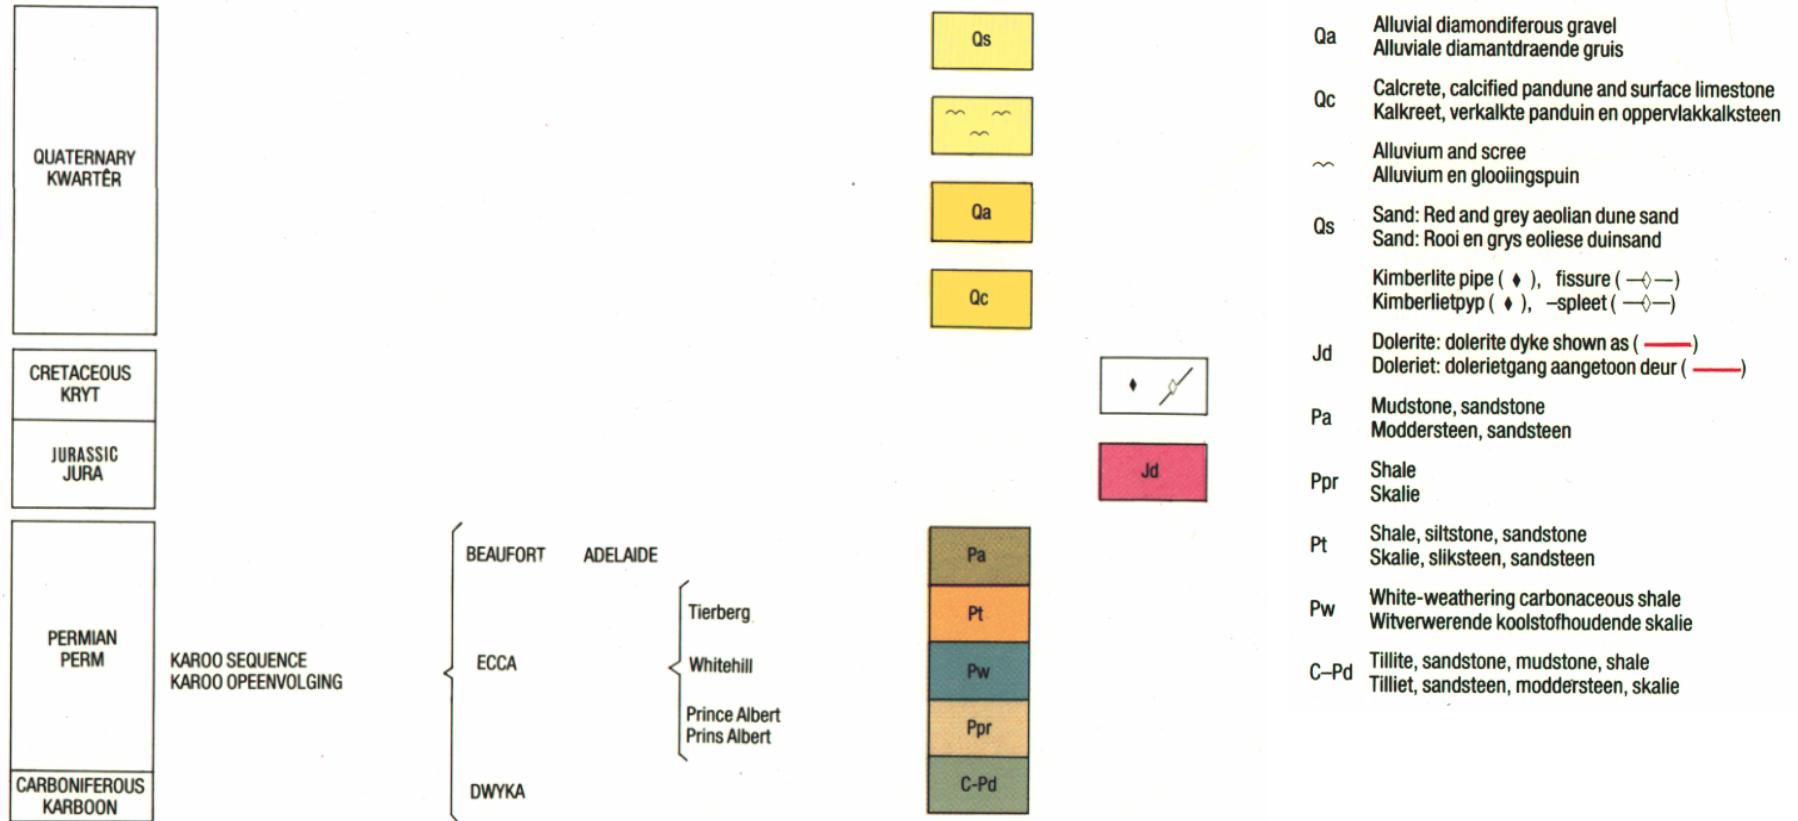 QUATERNARY
KWARTÊR
CRETACEOUS
KRYT
JURASSIC
JURA
PERMIAN
PERM
CARBONIFEROUS
KARBOON
KAROO SEQUENCE
KAROO OPEENVOLGING
BEAUFORT ADELAIDE
ECCA
DWYKA
Tierberg
Whitehill
Prince Albert
Prins Albert
Qs
Qa
Qc
Jd
Pa
Pt
Pw
Ppr
C-Pd
Qa Alluvial diamondiferous gravel
Alluviale diamantdraende gruis
Qc Calcrete, calcified pandune and surface limestone
Kalkreet, verkalkte panduin en oppervlakkalksteen
Alluvium and scree
Alluvium en glooiingspuin
Qs Sand: Red and grey aeolian dune sand
Sand: Rooi en grys eoliese duinsand
Kimberlite pipe ( ♦ ), fissure ( —◊— )
Kimberlietpyp ( ♦ ), –spleet ( —◊— )
Jd Dolerite: dolerite dyke shown as ( —— )
Doleriet: dolerietgang aangetoon deur ( —— )
Pa Mudstone, sandstone
Moddersteen, sandsteen
Ppr Shale
Skalie
Pt Shale, siltstone, sandstone
Skalie, sliksteen, sandsteen
Pw White-weathering carbonaceous shale
Witverwerende koolstofhoudende skalie
C–Pd Tillite, sandstone, mudstone, shale
Tilliet, sandsteen, moddersteen, skalie